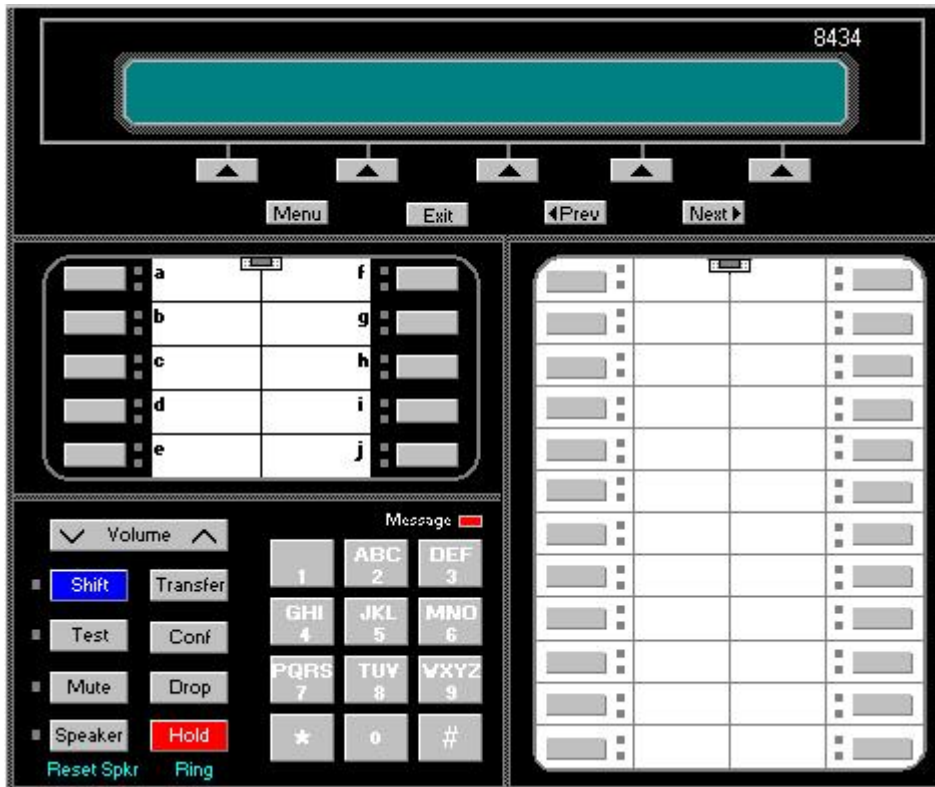 8434
Menu Exit Prev Next
a f
b g
c h
d i
e j
Message
Volume
1 ABC 2 DEF 3
Shift Transfer
GHI 4 JKL 5 MNO 6
Test Conf
PQRS 7 TUV 8 WXYZ 9
Mute Drop
Speaker Hold * 0 #
Reset Spkr Ring